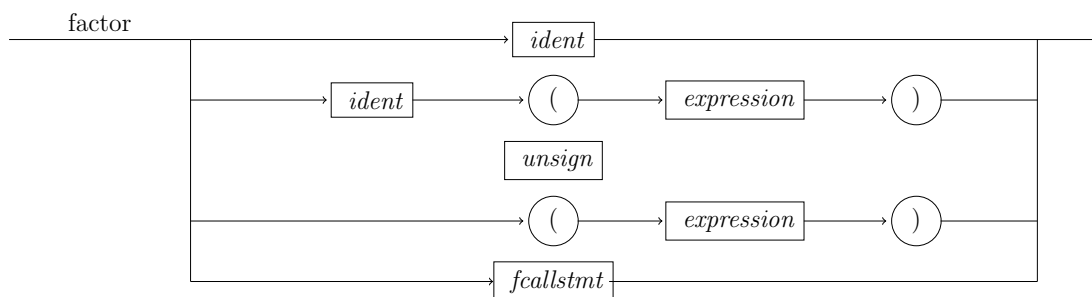 factor
ident
ident ( expression )
unsign
( expression )
fcallstmt